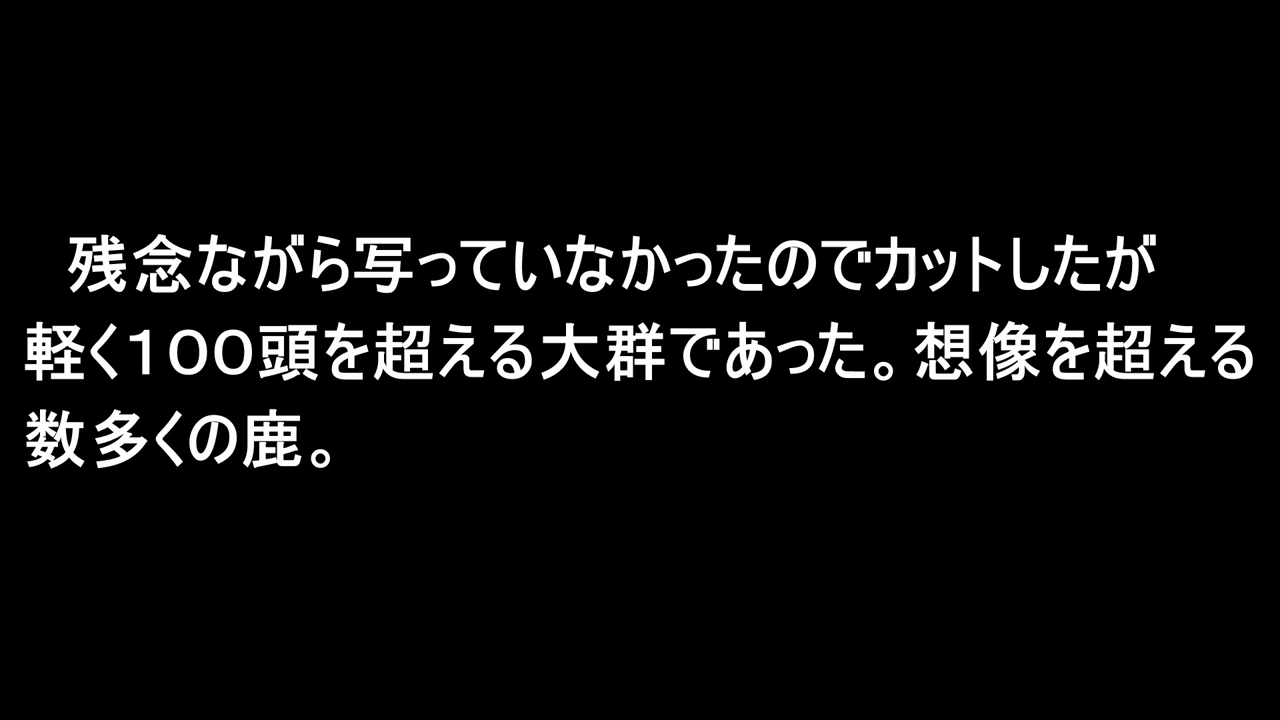 残念ながら写っていなかったのでカットしたが
軽く１００頭を超える大群であった。想像を超える
数多くの鹿。